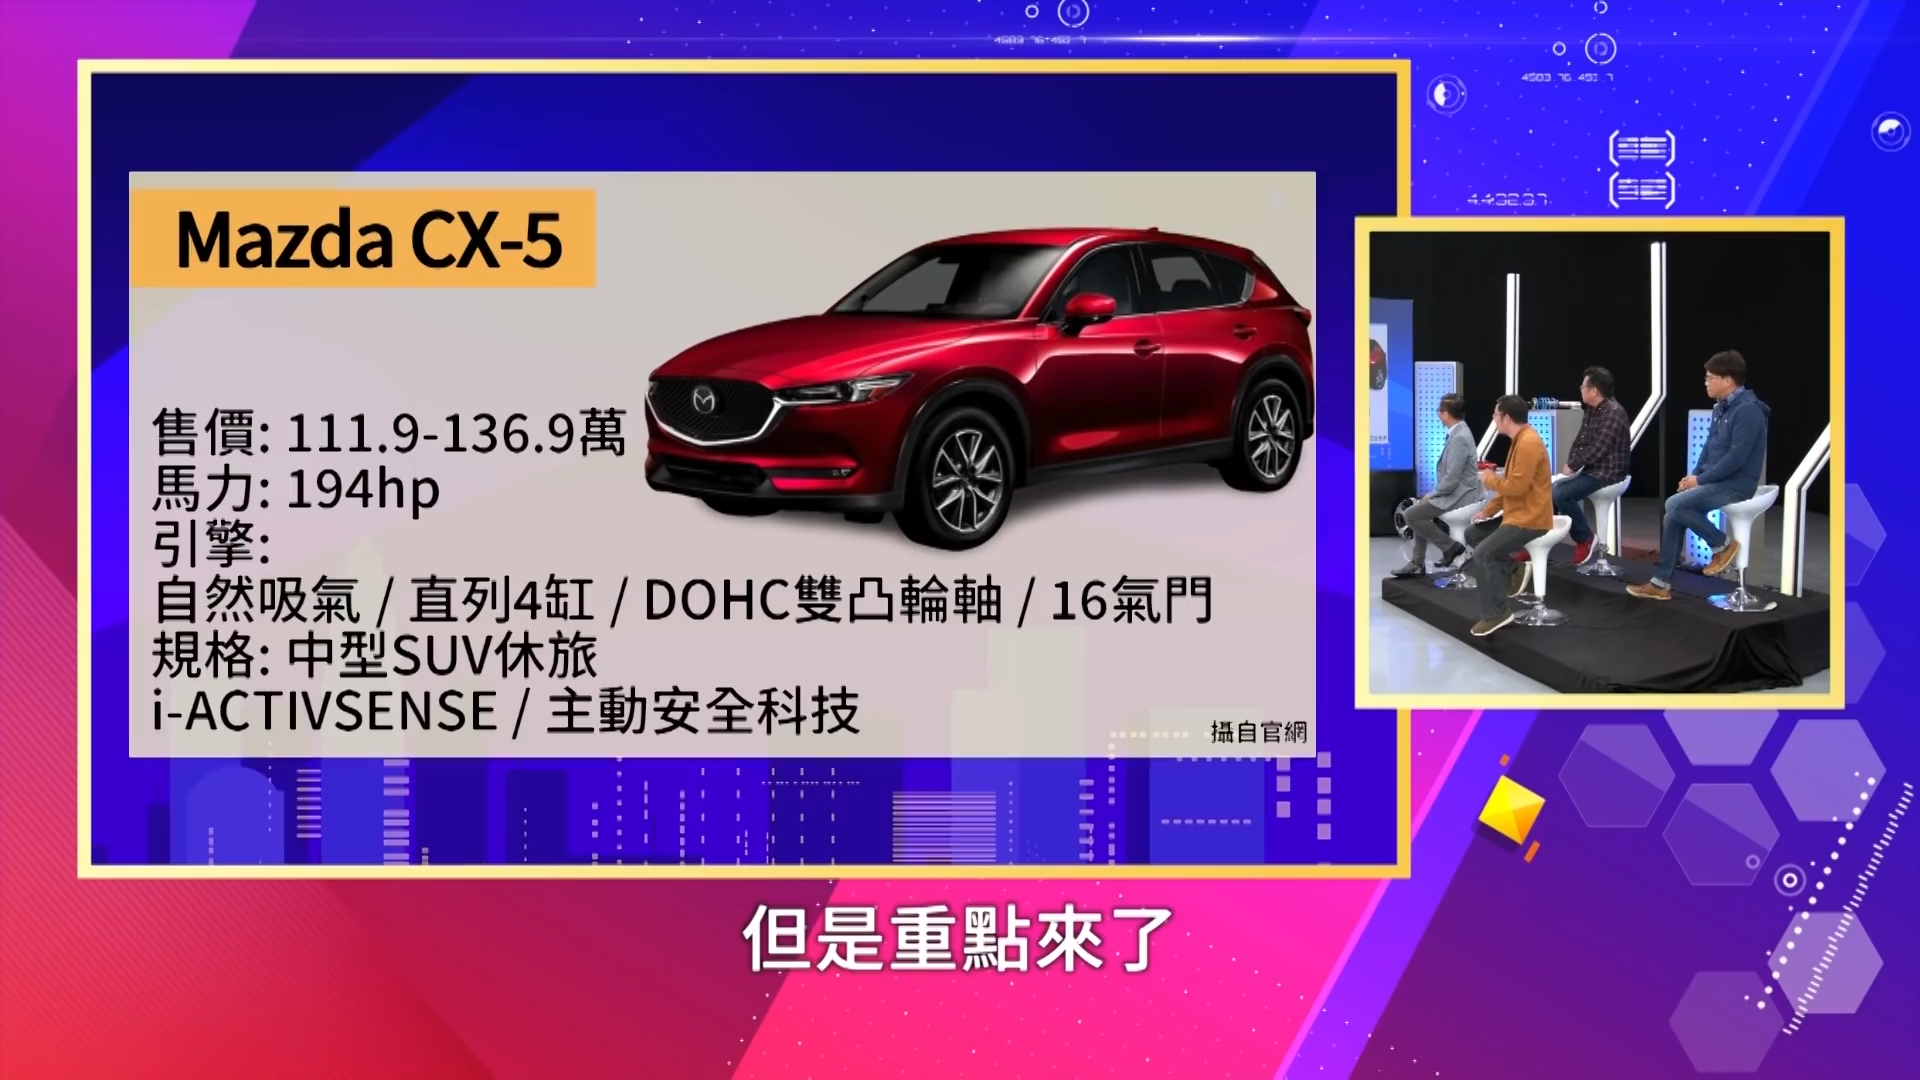 Mazda CX-5
售價: 111.9-136.9萬
馬力: 194hp
引擎:
自然吸氣 / 直列4缸 / DOHC雙凸輪軸 / 16氣門
規格: 中型SUV休旅
i-ACTIVSENSE / 主動安全科技
攝自官網
但是重點來了